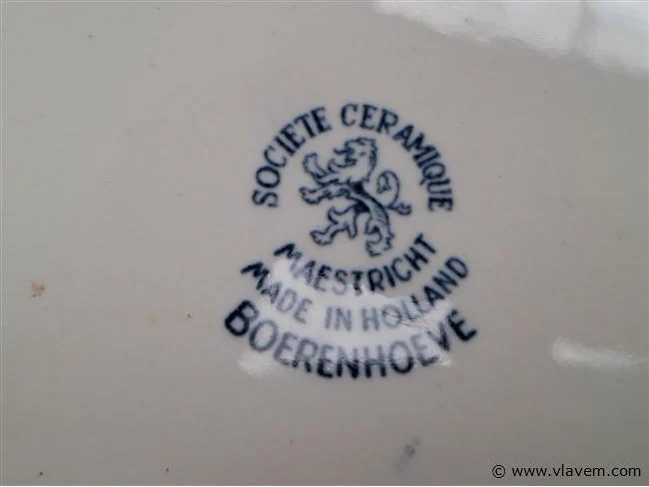 SOCIETE CERAMIQUE
MAESTRICHT
MADE IN HOLLAND
BOERENHOEVE
© www.vlavem.com